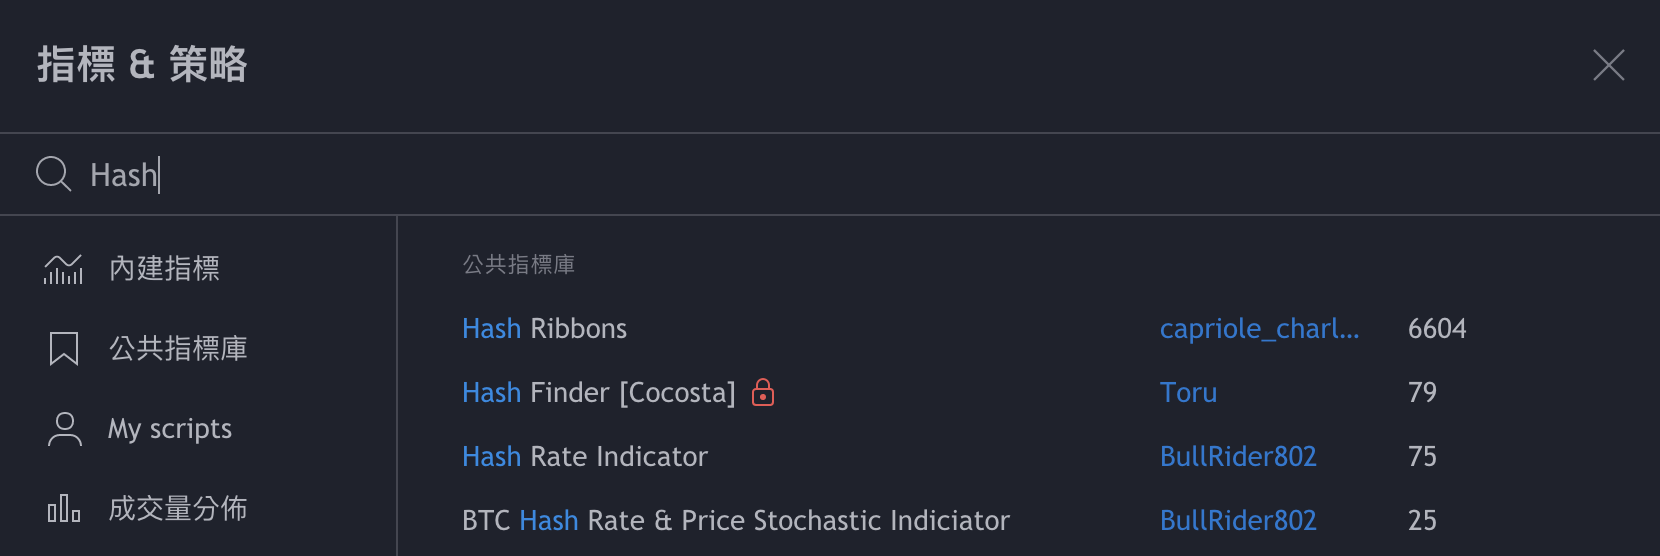 指標 & 策略
Hash
內建指標
公共指標庫
My scripts
成交量分佈
公共指標庫
Hash Ribbons capriole_charl... 6604
Hash Finder [Cocosta] Toru 79
Hash Rate Indicator BullRider802 75
BTC Hash Rate & Price Stochastic Indiciator BullRider802 25